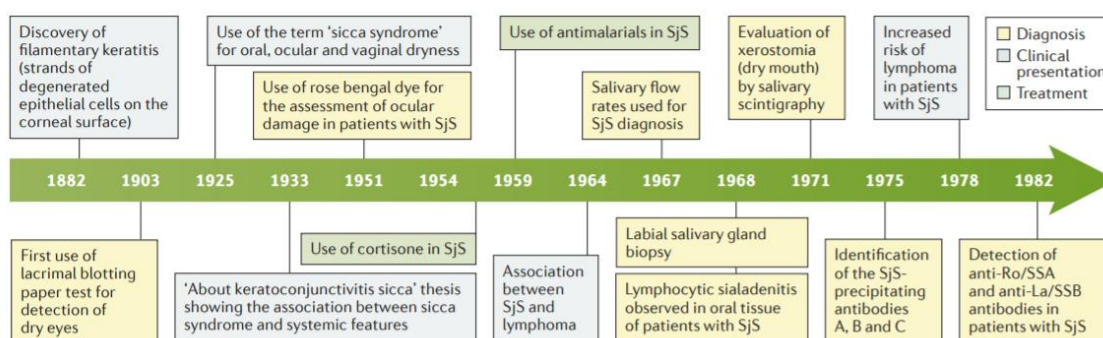 Discovery of
filamentary keratitis
(strands of
degenerated
epithelial cells on the
corneal surface)
Use of the term ‘sicca syndrome’
for oral, ocular and vaginal dryness
Use of rose bengal dye for
the assessment of ocular
damage in patients with SjS
Use of antimalarials in SjS
Salivary flow
rates used for
SjS diagnosis
Evaluation of
xerostomia
(dry mouth)
by salivary
scintigraphy
Increased
risk of
lymphoma
in patients
with SjS
Diagnosis
Clinical
presentation
Treatment
1882 1903 1925 1933 1951 1954 1959 1964 1967 1968 1971 1975 1978 1982
First use of
lacrimal blotting
paper test for
detection of
dry eyes
Use of cortisone in SjS
‘About keratoconjunctivitis sicca’ thesis
showing the association between sicca
syndrome and systemic features
Association
between
SjS and
lymphoma
Labial salivary gland
biopsy
Lymphocytic sialadenitis
observed in oral tissue
of patients with SjS
Identification
of the SjS-
precipitating
antibodies
A, B and C
Detection of
anti-Ro/SSA
and anti-La/SSB
antibodies in
patients with SjS